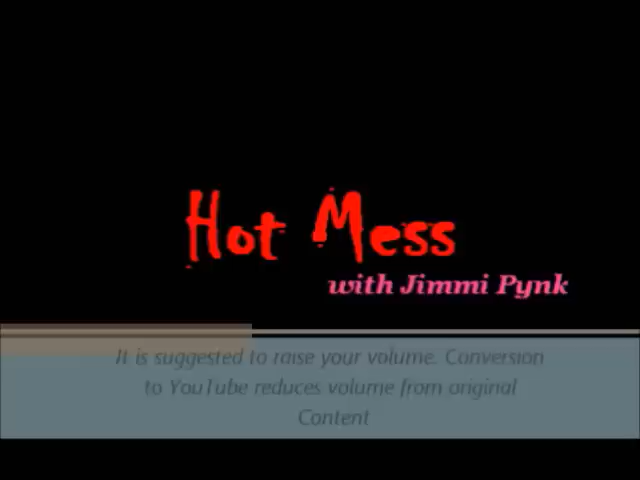 Hot Mess
with Jimmi Pynk
It is suggested to raise your volume. Conversion
to YouTube reduces volume from original
Content